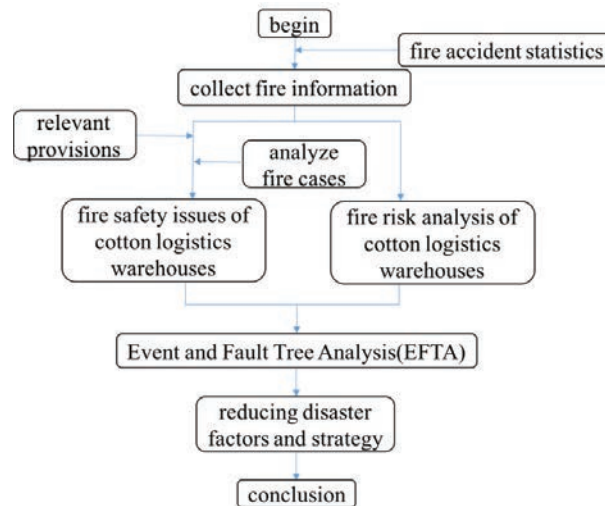 begin
fire accident statistics
collect fire information
relevant
provisions
analyze
fire cases
fire safety issues of
cotton logistics
warehouses
fire risk analysis of
cotton logistics
warehouses
Event and Fault Tree Analysis(EFTA)
reducing disaster
factors and strategy
conclusion